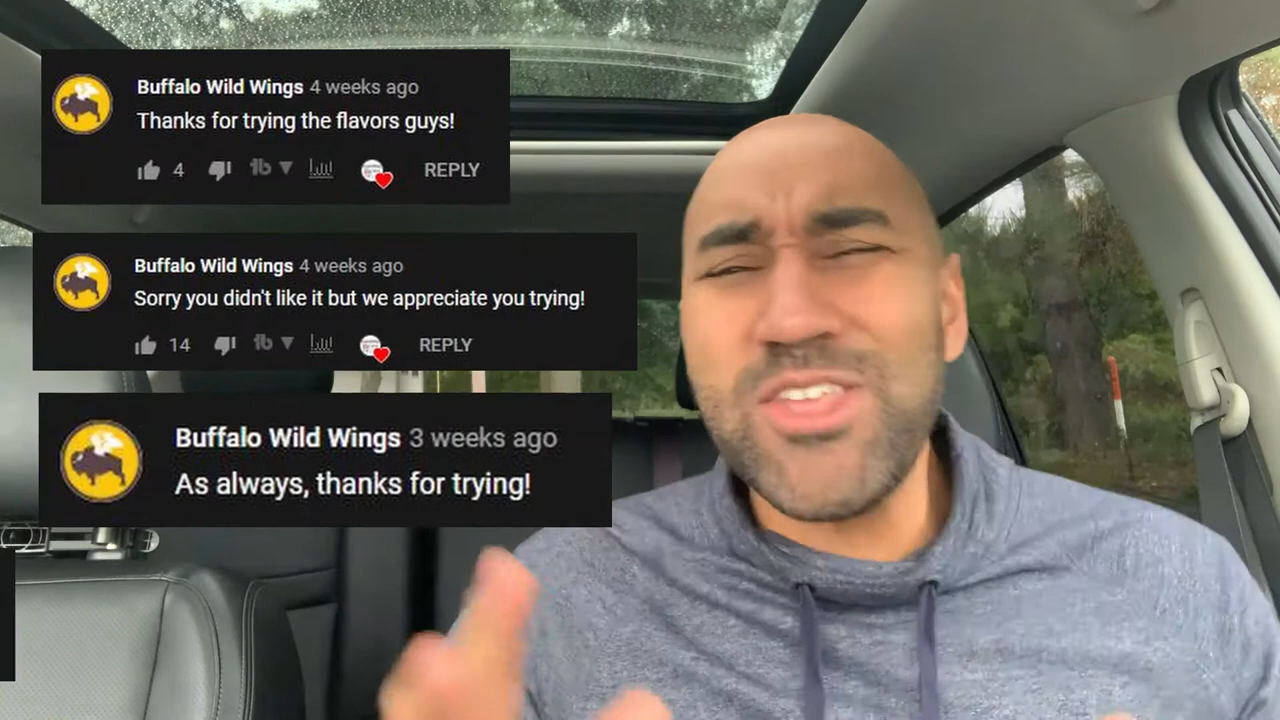 Buffalo Wild Wings 4 weeks ago
Thanks for trying the flavors guys!
4 REPLY
Buffalo Wild Wings 4 weeks ago
Sorry you didn't like it but we appreciate you trying!
14 REPLY
Buffalo Wild Wings 3 weeks ago
As always, thanks for trying!